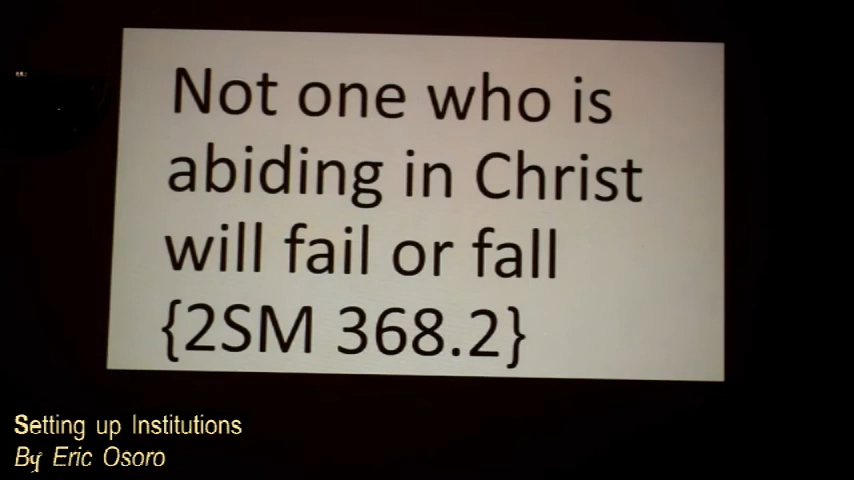 Not one who is
abiding in Christ
will fail or fall
{2SM 368.2}
Setting up Institutions
By Eric Osoro